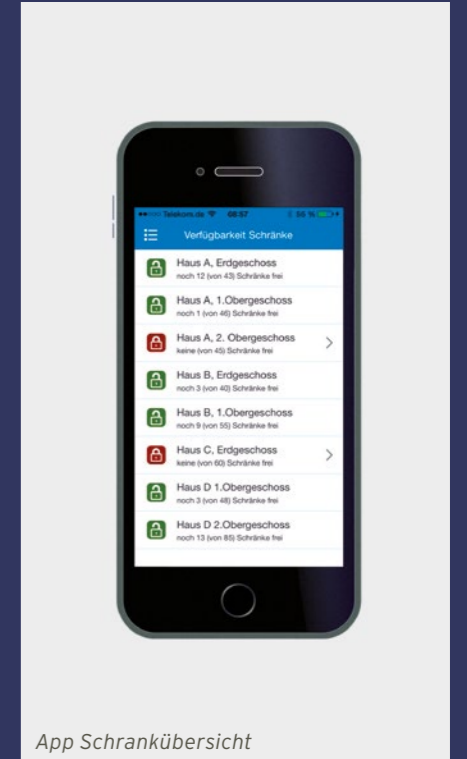 Telekom.de 08:57 55 %
Verfügbarkeit Schränke
Haus A, Erdgeschoss
noch 12 (von 43) Schränke frei
Haus A, 1.Obergeschoss
noch 1 (von 46) Schränke frei
Haus A, 2. Obergeschoss
keine (von 45) Schränke frei
Haus B, Erdgeschoss
noch 3 (von 40) Schränke frei
Haus B, 1.Obergeschoss
noch 9 (von 55) Schränke frei
Haus C, Erdgeschoss
keine (von 60) Schränke frei
Haus D 1.Obergeschoss
noch 3 (von 48) Schränke frei
Haus D 2.Obergeschoss
noch 13 (von 85) Schränke frei
App Schrankübersicht